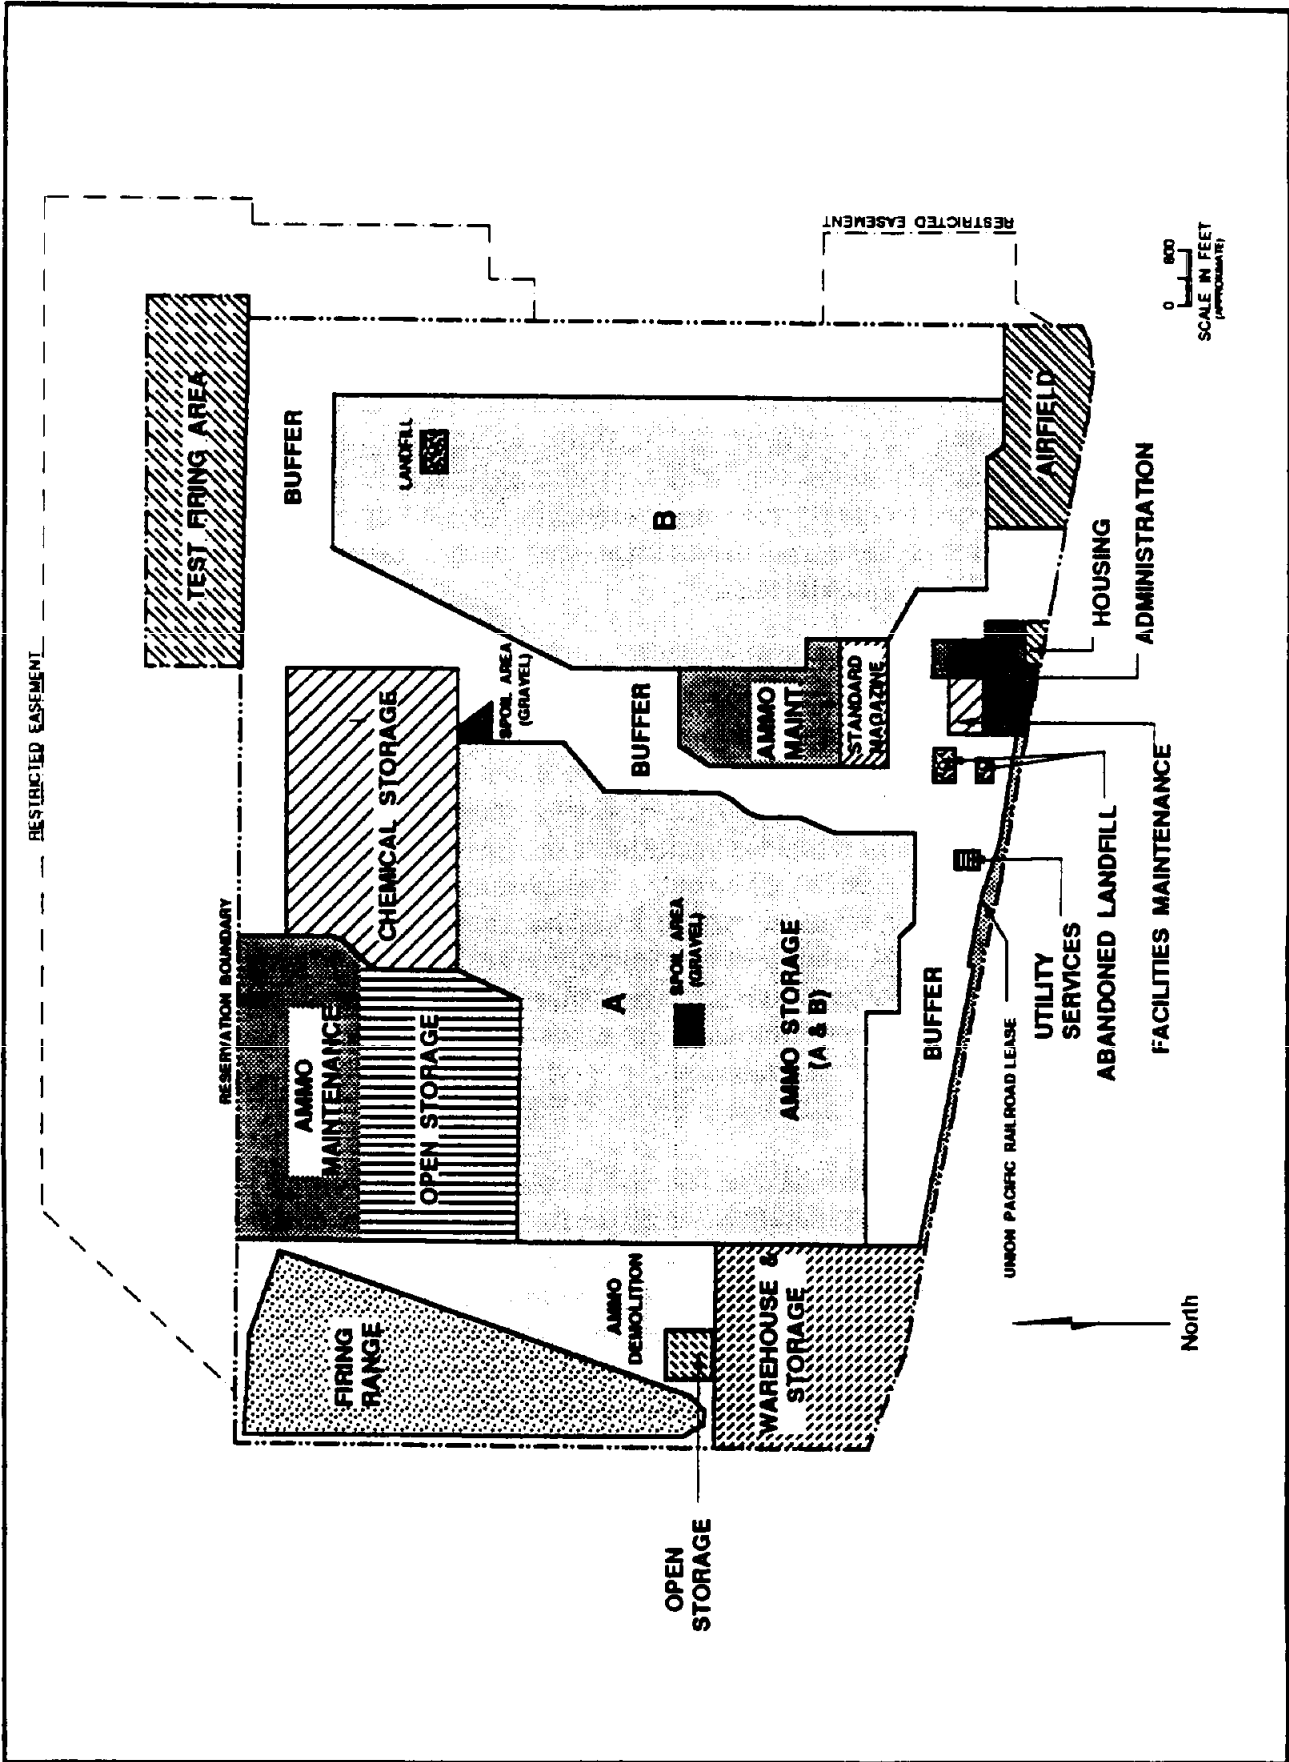 RESTRICTED EASEMENT
RESERVATION BOUNDARY
TEST FIRING AREA
BUFFER
LANDFILL
FIRING
RANGE
AMMO
MAINTENANCE
OPEN STORAGE
CHEMICAL STORAGE
SPOIL AREA
(GRAVEL)
B
RESTRICTED EASEMENT
A
BUFFER
SPOIL AREA
(GRAVEL)
AMMO
DEMOLITION
AMMO
MAINT.
STANDARD
MAGAZINE
OPEN
STORAGE
WAREHOUSE &
STORAGE
AMMO STORAGE
(A & B)
BUFFER
AIRFIELD
UNION PACIFIC RAILROAD LEASE
UTILITY
SERVICES
ABANDONED LANDFILL
FACILITIES MAINTENANCE
HOUSING
ADMINISTRATION
North
0 800
SCALE IN FEET
(APPROXIMATE)